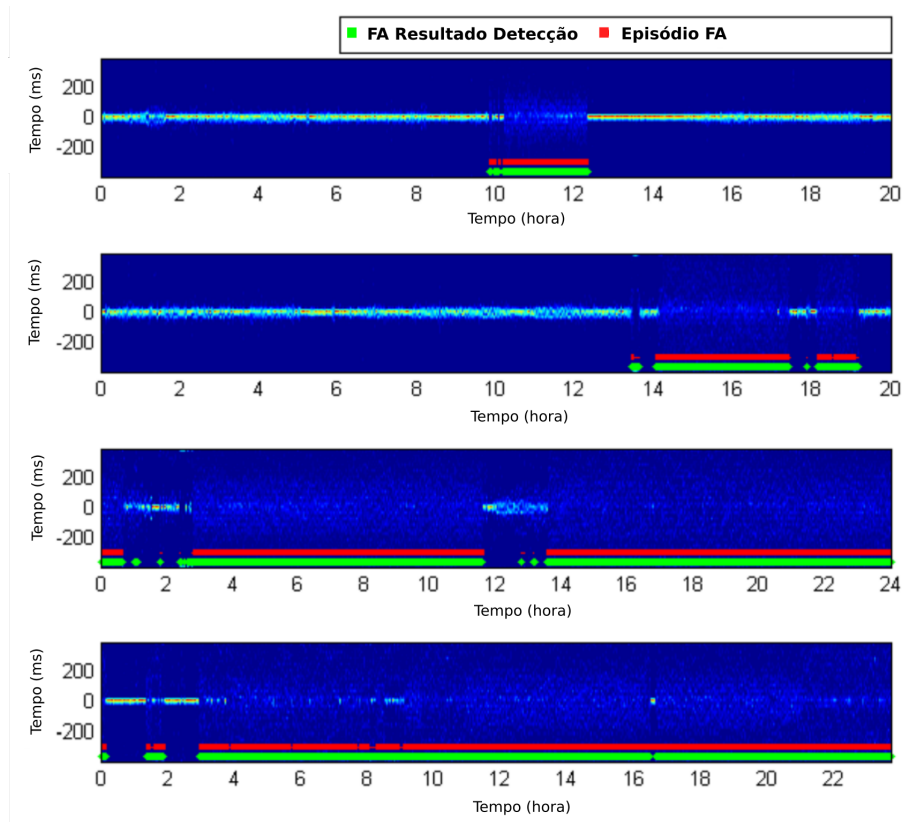 FA Resultado Detecção Episódio FA
Tempo (ms)
200
0
-200
0 2 4 6 8 10 12 14 16 18 20
Tempo (hora)
Tempo (ms)
200
0
-200
0 2 4 6 8 10 12 14 16 18 20
Tempo (hora)
Tempo (ms)
200
0
-200
2 4 6 8 10 12 14 16 18 20 22 24
Tempo (hora)
Tempo (ms)
200
0
-200
0 2 4 6 8 10 12 14 16 18 20 22
Tempo (hora)